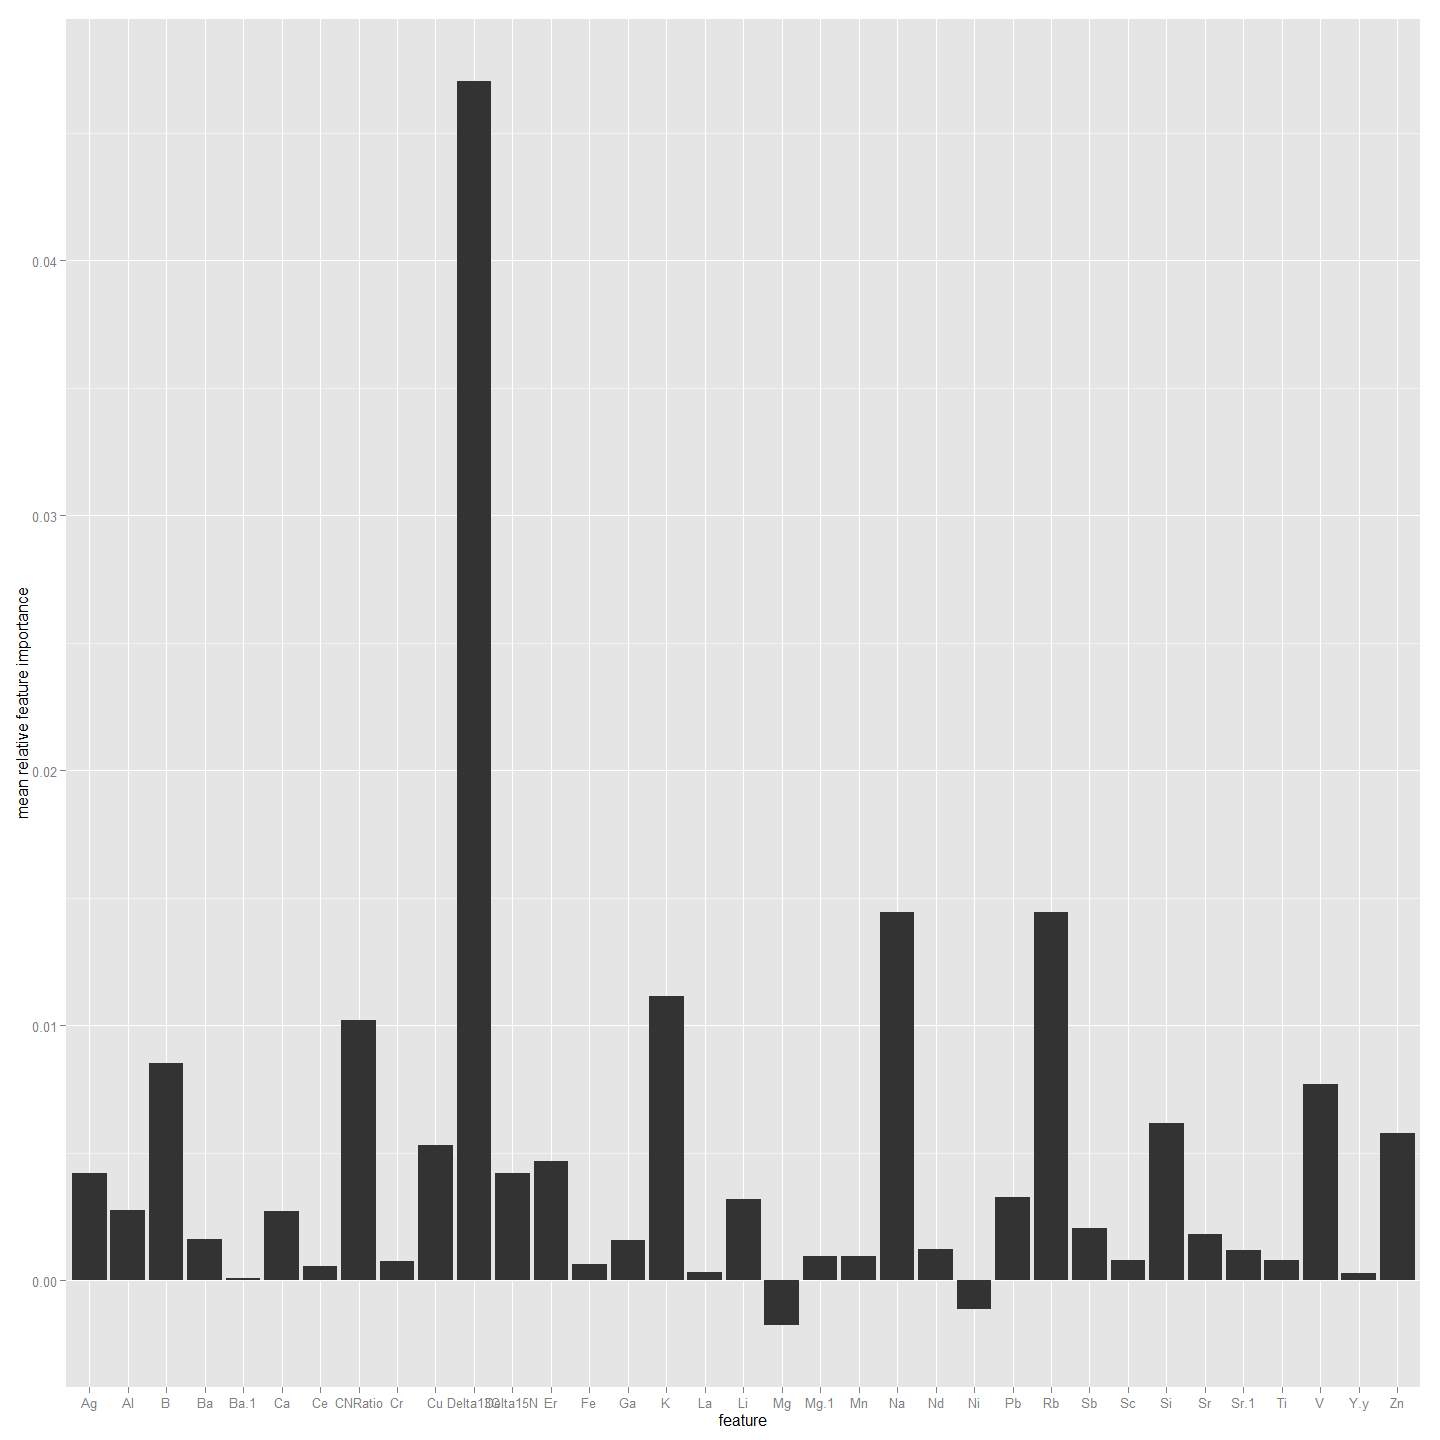 mean relative feature importance
0.04
0.03
0.02
0.01
0.00
Ag Al B Ba Ba.1 Ca Ce CNRatio Cr Cu Delta13C Delta15N Er Fe Ga K La Li Mg Mg.1 Mn Na Nd Ni Pb Rb Sb Sc Si Sr Sr.1 Ti V Y.y Zn
feature